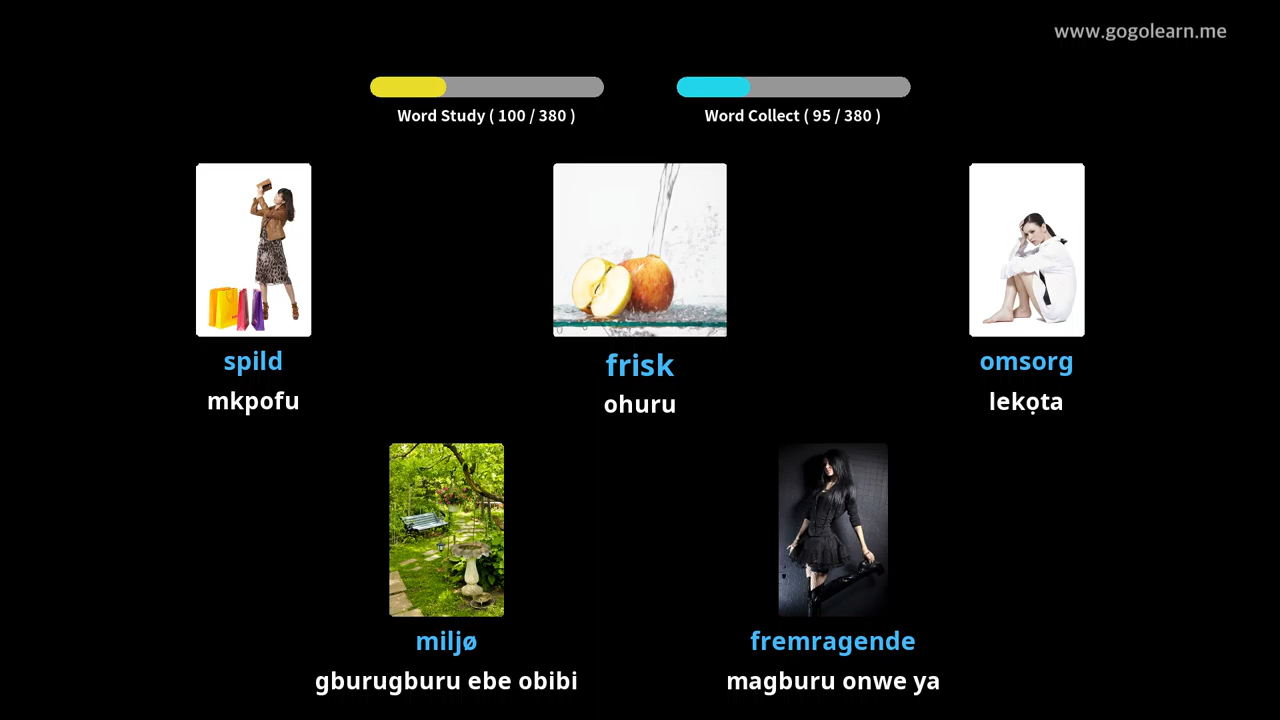 www.gogolearn.me
Word Study ( 100 / 380 )
Word Collect ( 95 / 380 )
spild
mkpofu
frisk
ohuru
omsorg
lekọta
miljø
gburugburu ebe obibi
fremragende
magburu onwe ya